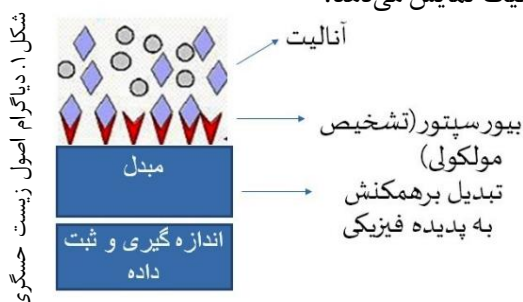 آنالیت
بیورسپتور(تشخیص
مولکولی)
مبدل
تبدیل برهمکنش
به پدیده فیزیکی
اندازه گیری و ثبت
داده
شکل ۱. دیاگرام اصول زیست حسگری